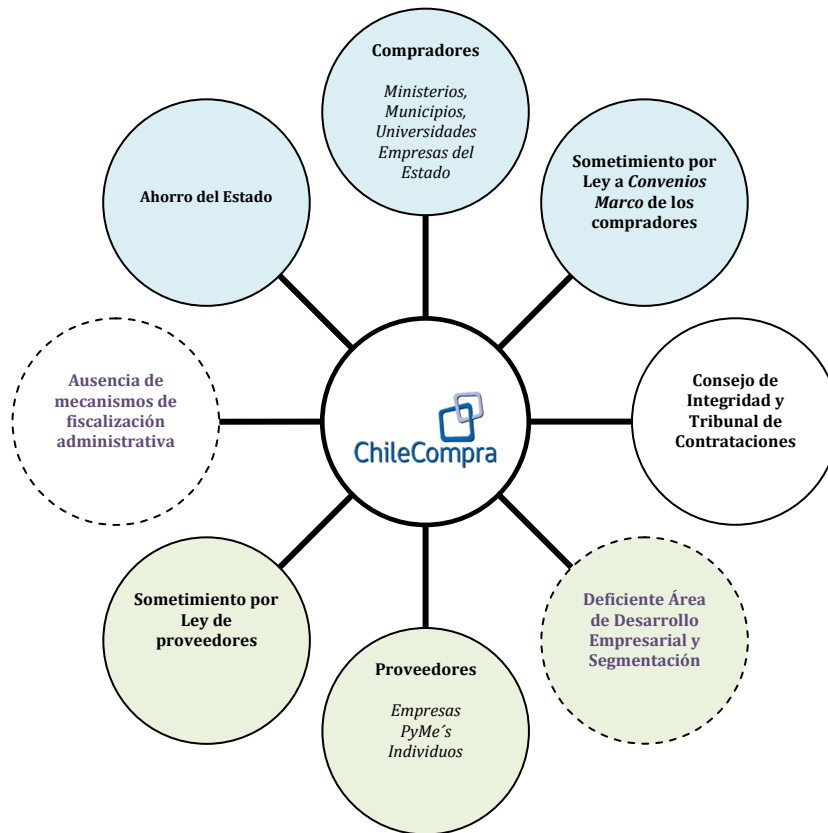 Compradores
Ministerios,
Municipios,
Universidades
Empresas del
Estado
Ahorro del Estado
Sometimiento por
Ley a Convenios
Marco de los
compradores
Ausencia de
mecanismos de
fiscalización
administrativa
ChileCompra
Consejo de
Integridad y
Tribunal de
Contrataciones
Sometimiento por
Ley de
proveedores
Deficiente Área
de Desarrollo
Empresarial y
Segmentación
Proveedores
Empresas
PyMe´s
Individuos